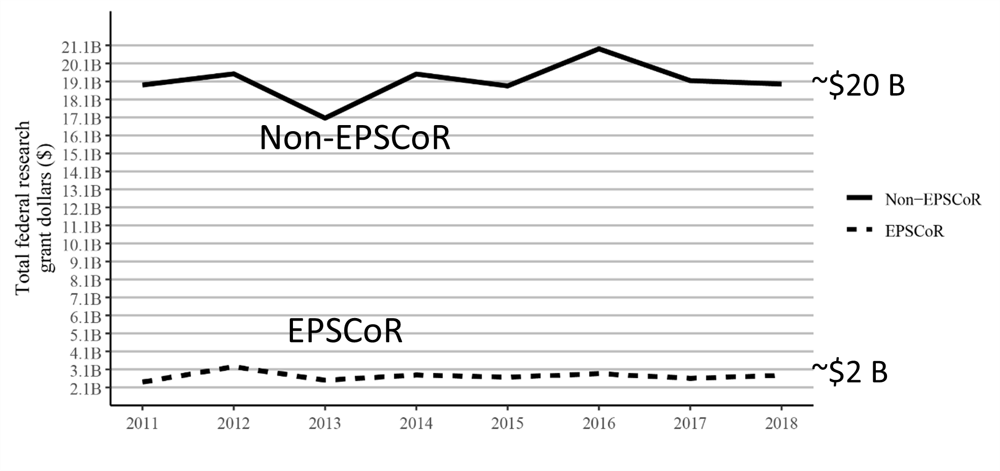 Total federal research
grant dollars ($)
21.1B
20.1B
19.1B
18.1B
17.1B
16.1B
15.1B
14.1B
13.1B
12.1B
11.1B
10.1B
9.1B
8.1B
7.1B
6.1B
5.1B
4.1B
3.1B
2.1B
Non-EPSCoR
EPSCoR
~$20 B
~$2 B
Non−EPSCoR
EPSCoR
2011 2012 2013 2014 2015 2016 2017 2018